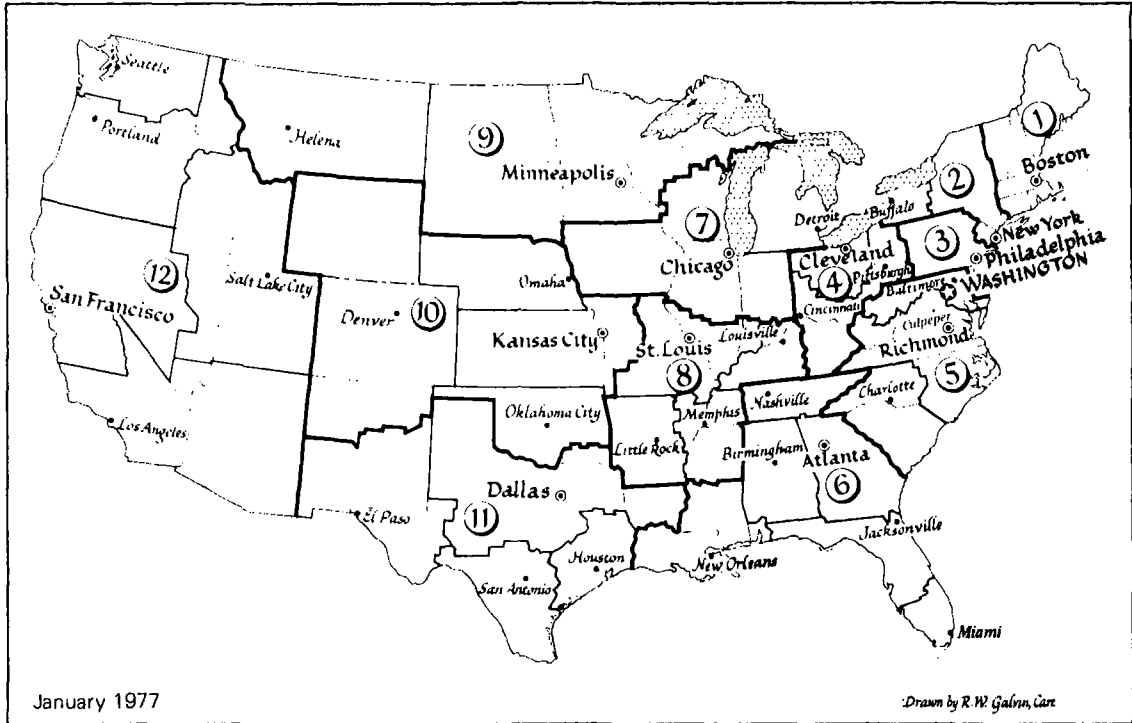 Seattle
Portland
Helena
9
Minneapolis
1
Boston
2
Detroit
Buffalo
New York
Philadelphia
WASHINGTON
3
7
Chicago
Cleveland
4
Pittsburgh
Baltimore
Cincinnati
12
San Francisco
Salt Lake City
Omaha
Denver
10
Kansas City
St. Louis
8
Louisville
Culpeper
Richmond
5
Charlotte
Los Angeles
Oklahoma City
Memphis
Nashville
Little Rock
Birmingham
Atlanta
6
Dallas
11
El Paso
Houston
San Antonio
New Orleans
Jacksonville
Miami
January 1977
Drawn by R.W. Galvin, Cart.